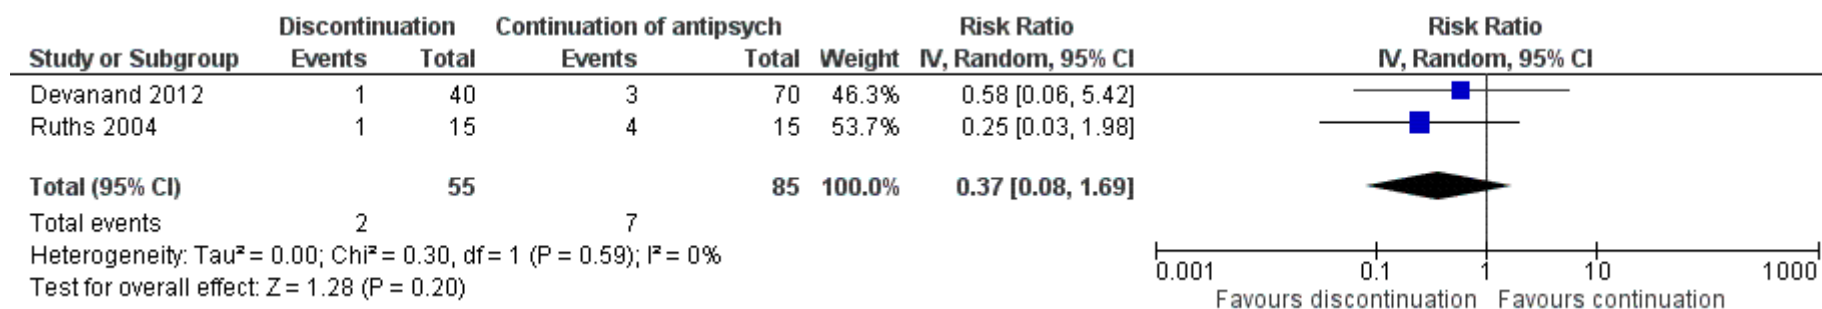 Discontinuation Continuation of antipsych Risk Ratio Risk Ratio
Study or Subgroup Events Total Events Total Weight IV, Random, 95% CI IV, Random, 95% CI
Devanand 2012 1 40 3 70 46.3% 0.58 [0.06, 5.42]
Ruths 2004 1 15 4 15 53.7% 0.25 [0.03, 1.98]
Total (95% CI) 55 85 100.0% 0.37 [0.08, 1.69]
Total events 2 7
Heterogeneity: Tau² = 0.00; Chi² = 0.30, df = 1 (P = 0.59); I² = 0%
Test for overall effect: Z = 1.28 (P = 0.20)
0.001 0.1 1 10 1000
Favours discontinuation Favours continuation